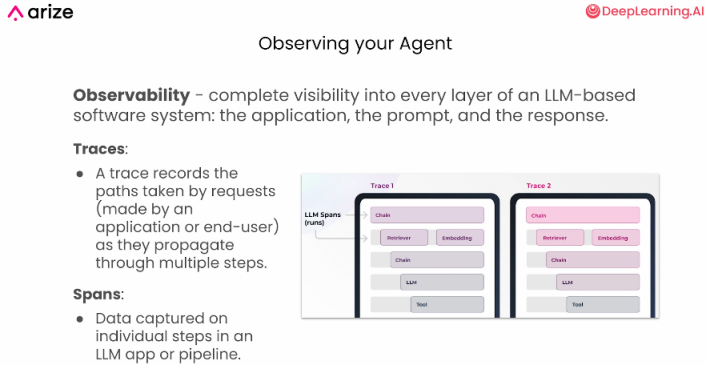 arize
DeepLearning.AI
Observing your Agent
Observability - complete visibility into every layer of an LLM-based
software system: the application, the prompt, and the response.
Traces:
• A trace records the
paths taken by requests
(made by an
application or end-user)
as they propagate
through multiple steps.
Spans:
• Data captured on
individual steps in an
LLM app or pipeline.
Trace 1
LLM Spans
(runs)
Chain
Retriever
Embedding
Chain
LLM
Tool
Trace 2
Chain
Retriever
Embedding
Chain
LLM
Tool